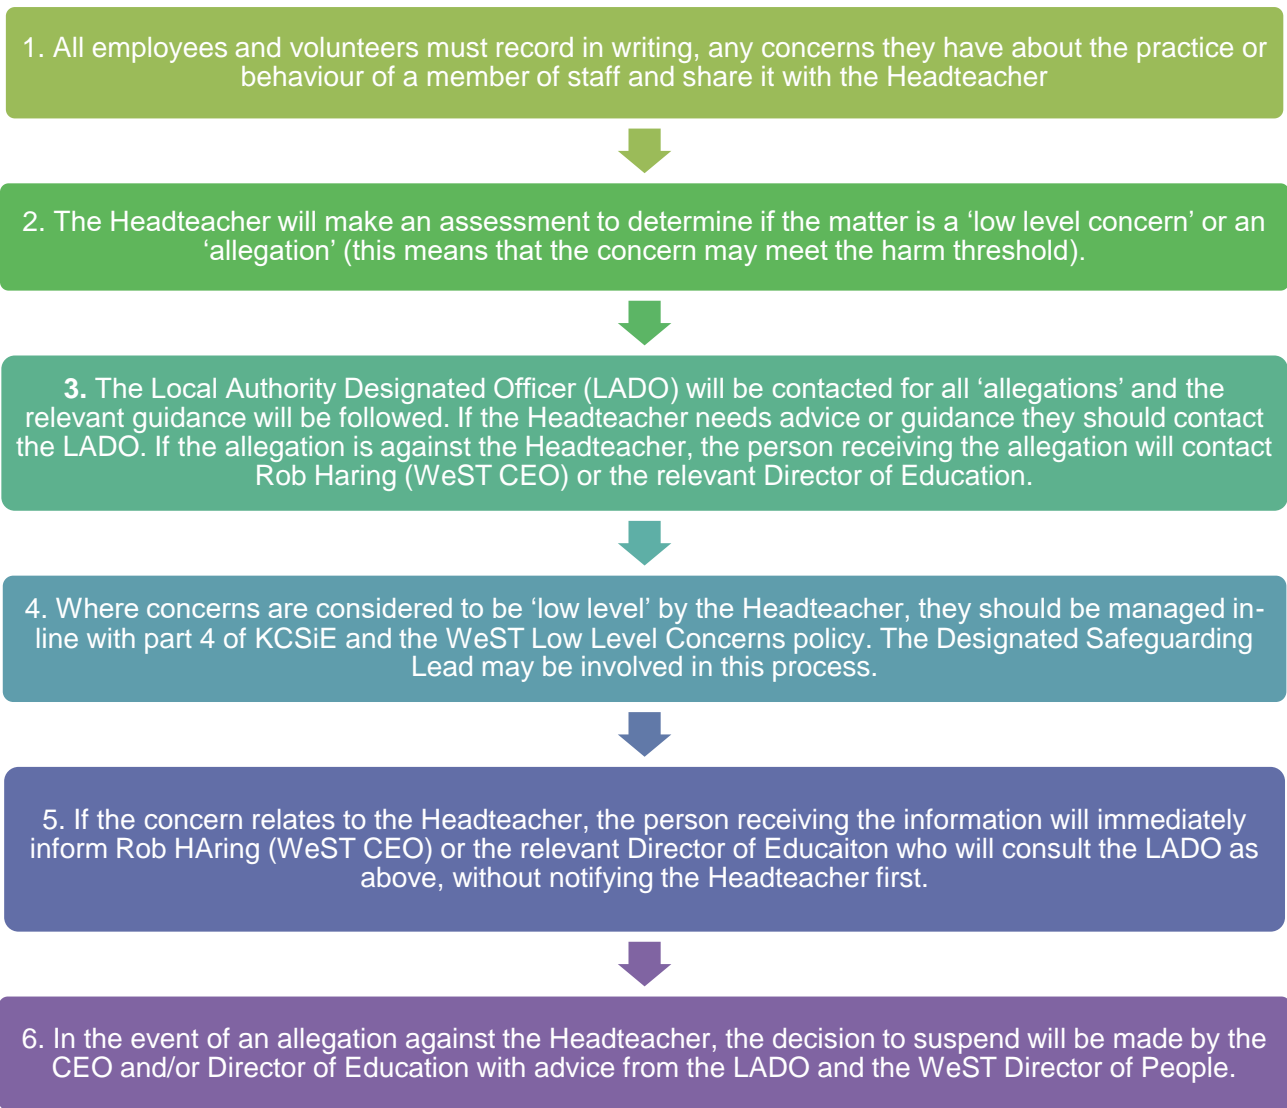 1. All employees and volunteers must record in writing, any concerns they have about the practice or
behaviour of a member of staff and share it with the Headteacher
2. The Headteacher will make an assessment to determine if the matter is a ‘low level concern’ or an
‘allegation’ (this means that the concern may meet the harm threshold).
3. The Local Authority Designated Officer (LADO) will be contacted for all ‘allegations’ and the
relevant guidance will be followed. If the Headteacher needs advice or guidance they should contact
the LADO. If the allegation is against the Headteacher, the person receiving the allegation will contact
Rob Haring (WeST CEO) or the relevant Director of Education.
4. Where concerns are considered to be ‘low level’ by the Headteacher, they should be managed in-
line with part 4 of KCSiE and the WeST Low Level Concerns policy. The Designated Safeguarding
Lead may be involved in this process.
5. If the concern relates to the Headteacher, the person receiving the information will immediately
inform Rob HAring (WeST CEO) or the relevant Director of Educaiton who will consult the LADO as
above, without notifying the Headteacher first.
6. In the event of an allegation against the Headteacher, the decision to suspend will be made by the
CEO and/or Director of Education with advice from the LADO and the WeST Director of People.